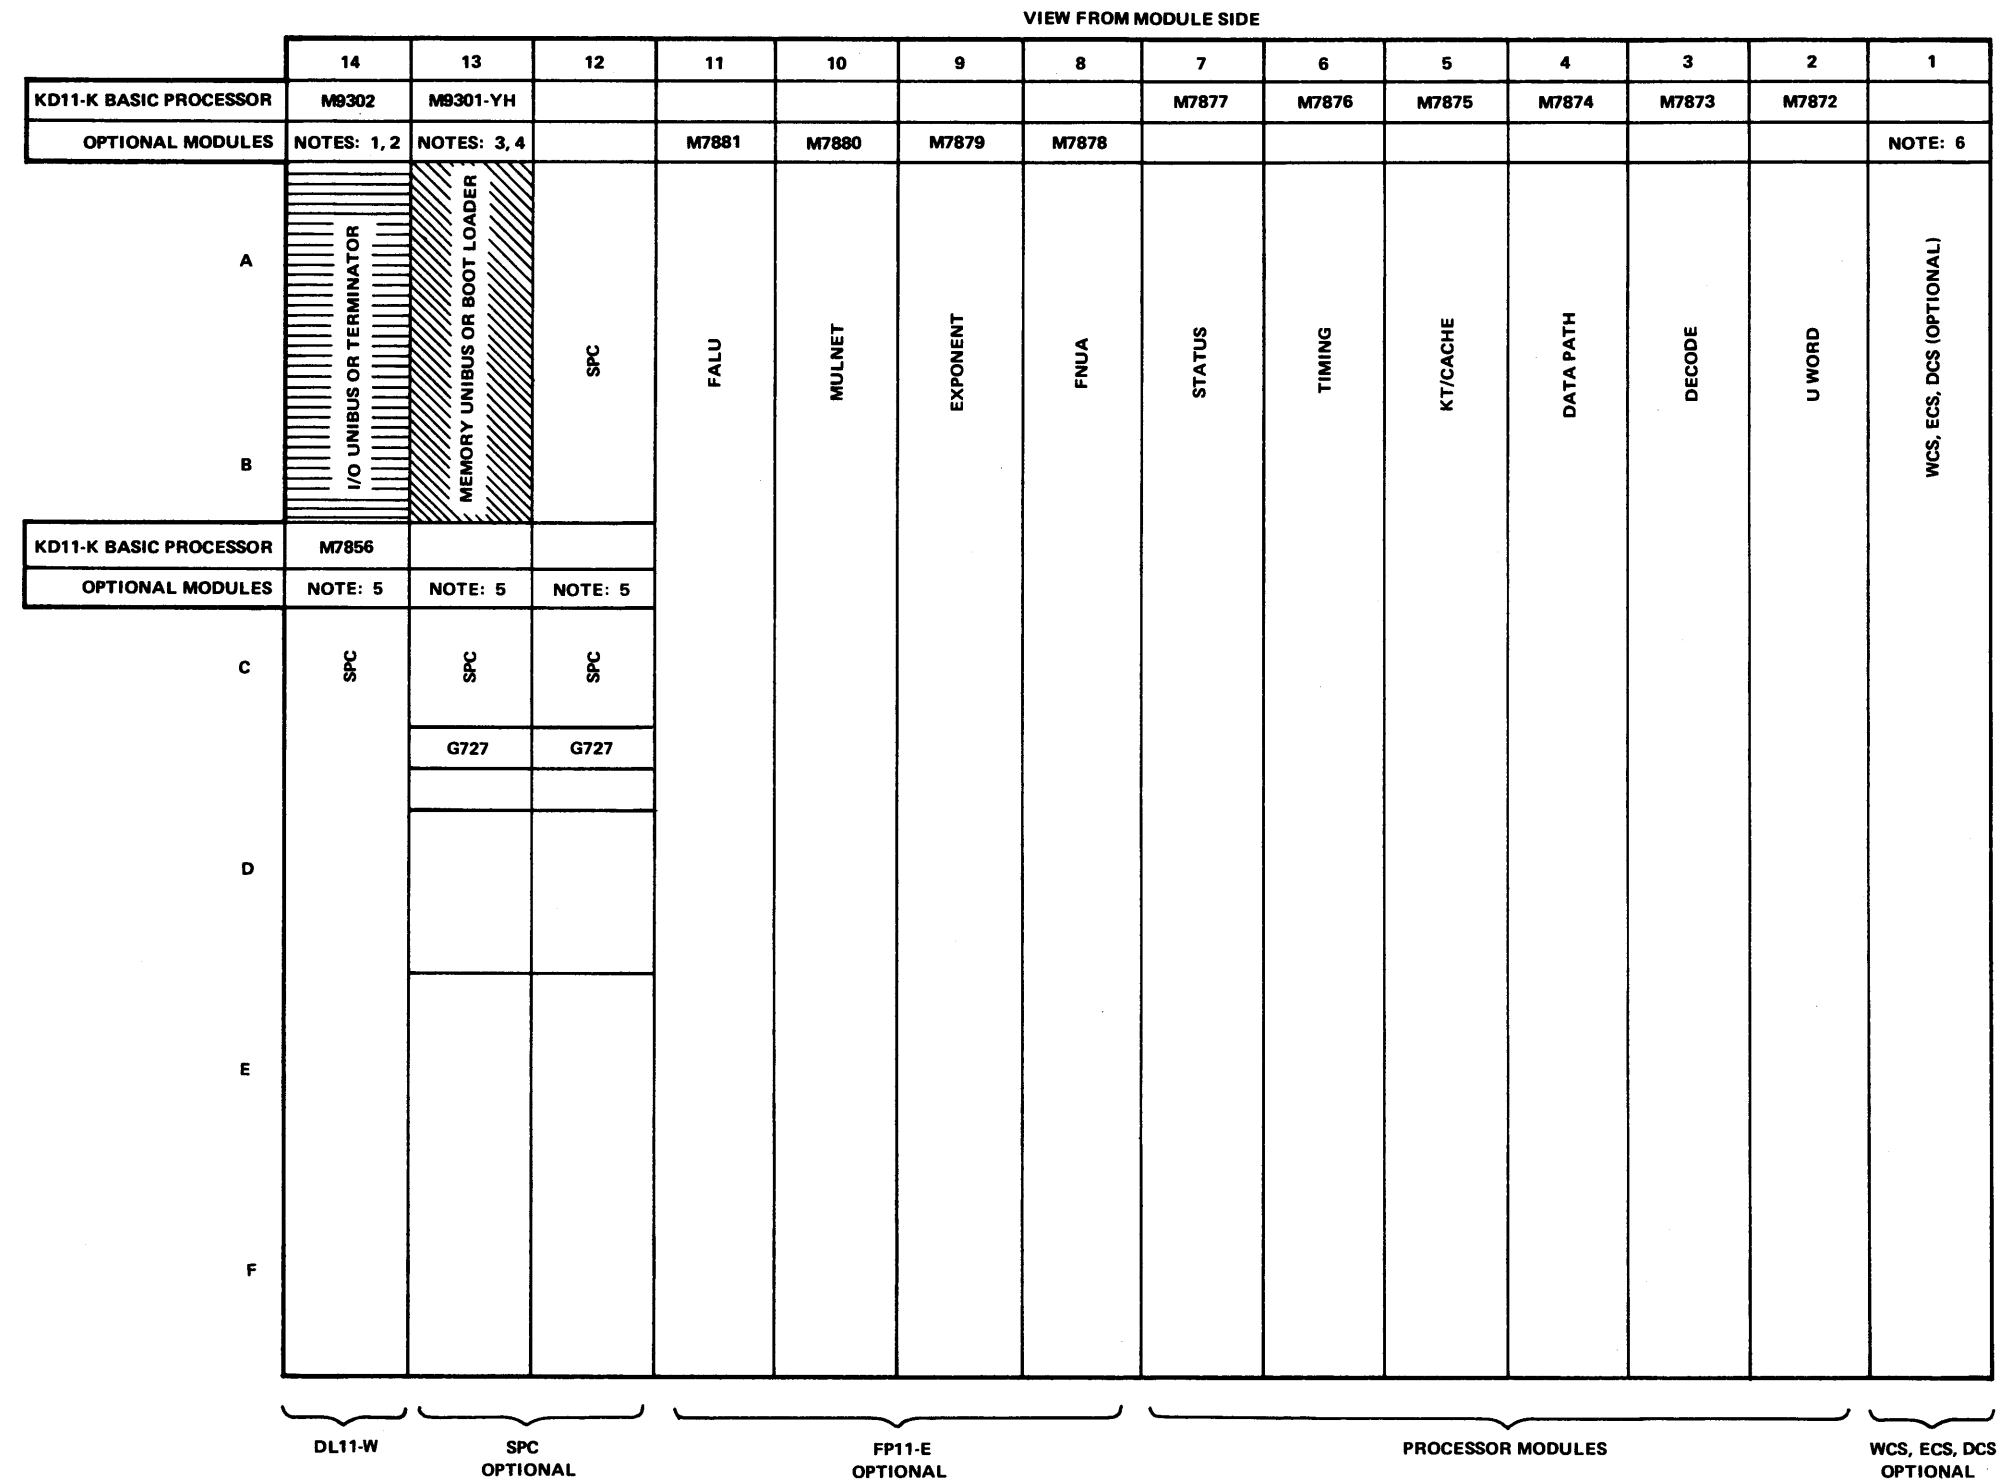 VIEW FROM MODULE SIDE
14 13 12 11 10 9 8 7 6 5 4 3 2 1
KD11-K BASIC PROCESSOR M9302 M9301-YH M7877 M7876 M7875 M7874 M7873 M7872
OPTIONAL MODULES NOTES: 1, 2 NOTES: 3, 4 M7881 M7880 M7879 M7878 NOTE: 6
A
I/O UNIBUS OR TERMINATOR
MEMORY UNIBUS OR BOOT LOADER
SPC
FALU
MULNET
EXPONENT
FNUA
STATUS
TIMING
KT/CACHE
DATA PATH
DECODE
U WORD
WCS, ECS, DCS (OPTIONAL)
B
KD11-K BASIC PROCESSOR M7856
OPTIONAL MODULES NOTE: 5 NOTE: 5 NOTE: 5
C SPC SPC SPC
G727 G727
D
E
F
DL11-W
SPC
OPTIONAL
FP11-E
OPTIONAL
PROCESSOR MODULES
WCS, ECS, DCS
OPTIONAL